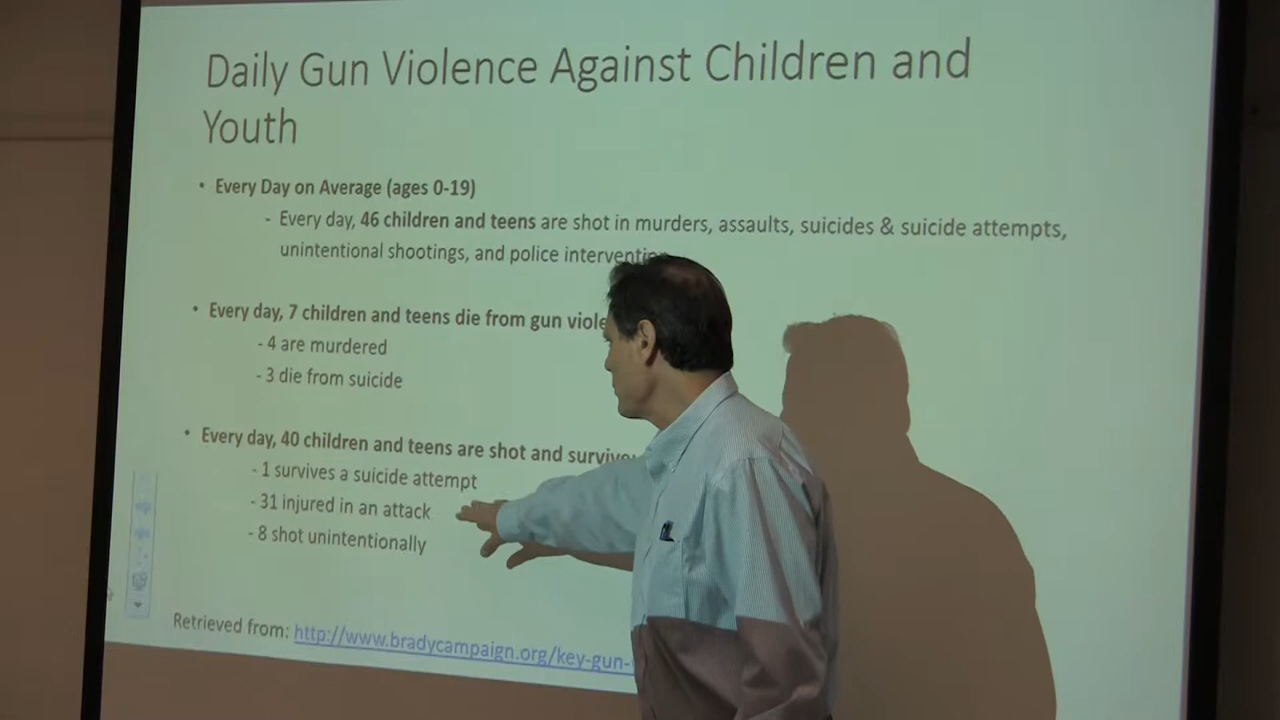 Daily Gun Violence Against Children and
Youth
• Every Day on Average (ages 0-19)
- Every day, 46 children and teens are shot in murders, assaults, suicides & suicide attempts,
unintentional shootings, and police
• Every day, 7 children and teens die from gun
- 4 are murdered
- 3 die from suicide
• Every day, 40 children and teens are shot and
- 1 survives a suicide attempt
- 31 injured in an attack
- 8 shot unintentionally
Retrieved from: http://www.bradycampaign.org/key-gun-